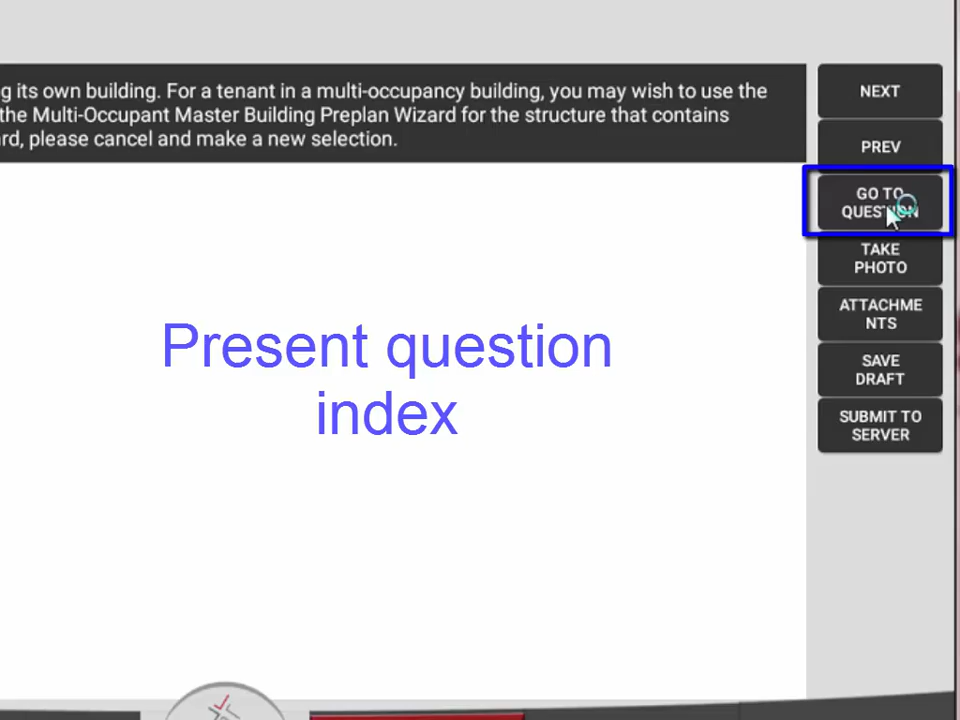 g its own building. For a tenant in a multi-occupancy building, you may wish to use the
the Multi-Occupant Master Building Preplan Wizard for the structure that contains
rd, please cancel and make a new selection.
NEXT
PREV
GO TO
QUESTION
TAKE
PHOTO
ATTACHME
NTS
SAVE
DRAFT
SUBMIT TO
SERVER
Present question
index